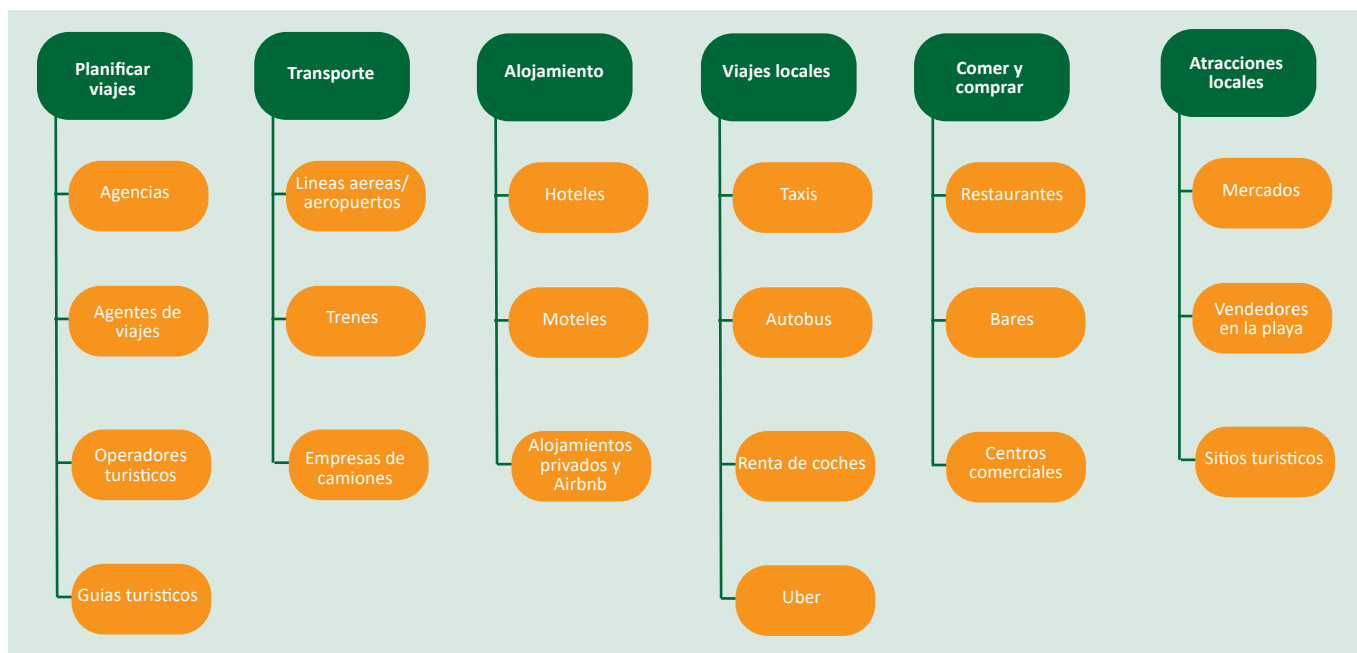 Planificar
viajes
Agencias
Agentes de
viajes
Operadores
turisticos
Guias turisticos
Transporte
Lineas aereas/
aeropuertos
Trenes
Empresas de
camiones
Alojamiento
Hoteles
Moteles
Alojamientos
privados y
Airbnb
Viajes locales
Taxis
Autobus
Renta de coches
Uber
Comer y
comprar
Restaurantes
Bares
Centros
comerciales
Atracciones
locales
Mercados
Vendedores
en la playa
Sitios turisticos